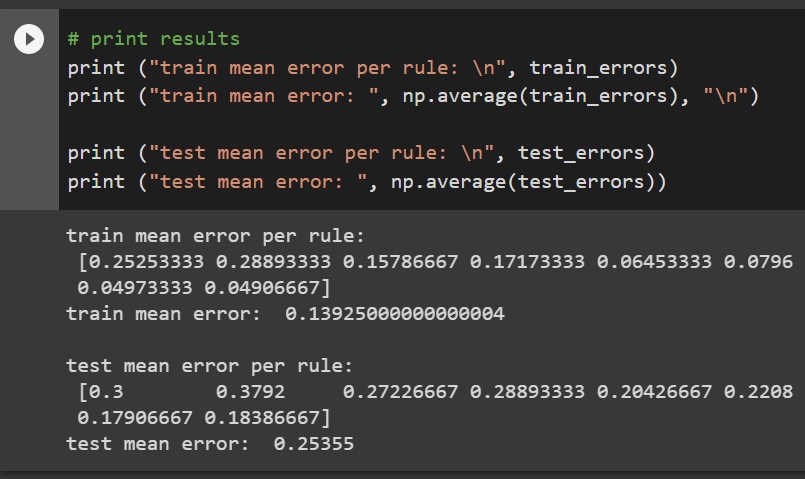 # print results
print ("train mean error per rule: \n", train_errors)
print ("train mean error: ", np.average(train_errors), "\n")
print ("test mean error per rule: \n", test_errors)
print ("test mean error: ", np.average(test_errors))
train mean error per rule:
[0.25253333 0.28893333 0.15786667 0.17173333 0.06453333 0.0796
0.04973333 0.04906667]
train mean error:  0.13925000000000004
test mean error per rule:
[0.3        0.3792     0.27226667 0.28893333 0.20426667 0.2208
0.17906667 0.18386667]
test mean error:  0.25355